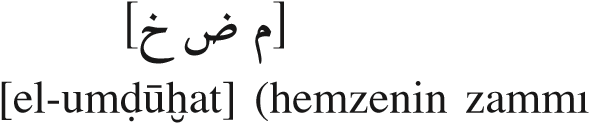 [م ض خ]
[el-umḍūḫat] (hemzenin zammı